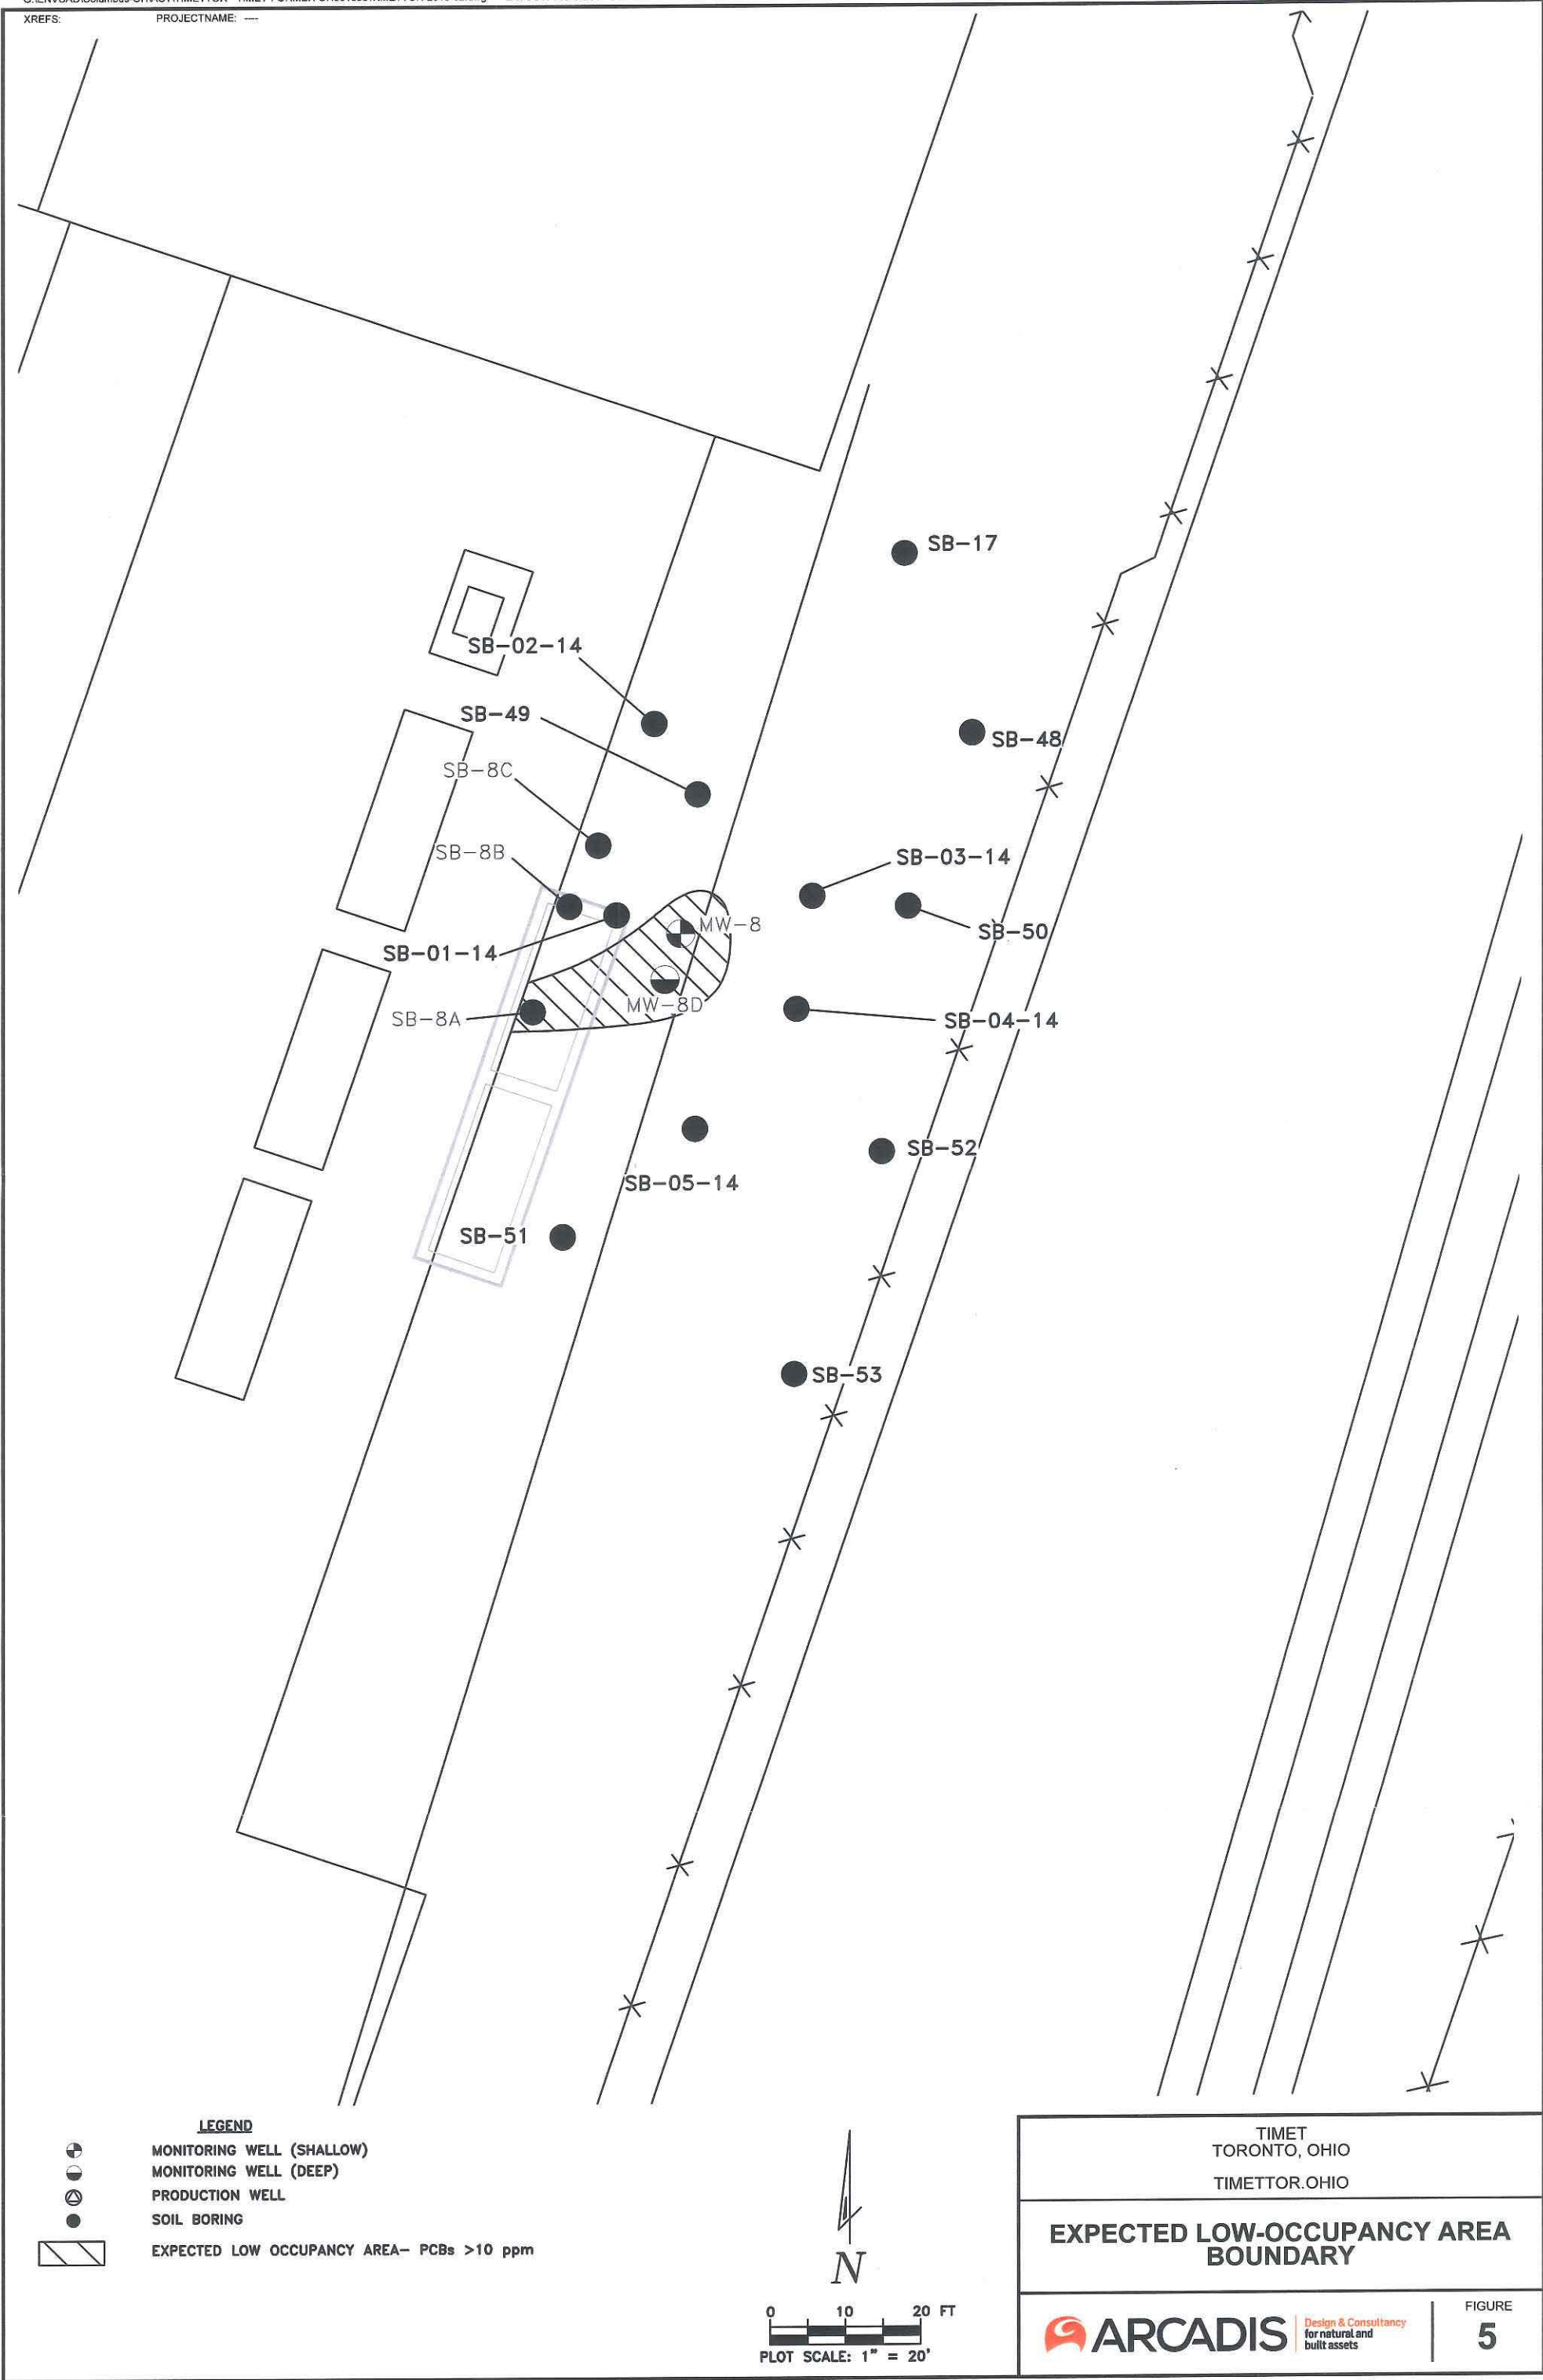 XREFS: PROJECTNAME: ----
SB-17
SB-02-14
SB-49
SB-48
SB-8C
SB-8B
SB-03-14
MW-8
SB-50
SB-01-14
MW-8D
SB-8A
SB-04-14
SB-52
SB-05-14
SB-51
SB-53
LEGEND
MONITORING WELL (SHALLOW)
MONITORING WELL (DEEP)
PRODUCTION WELL
SOIL BORING
EXPECTED LOW OCCUPANCY AREA- PCBs >10 ppm
N
0 10 20 FT
PLOT SCALE: 1" = 20'
TIMET
TORONTO, OHIO
TIMETTOR.OHIO
EXPECTED LOW-OCCUPANCY AREA
BOUNDARY
ARCADIS
Design & Consultancy
for natural and
built assets
FIGURE
5